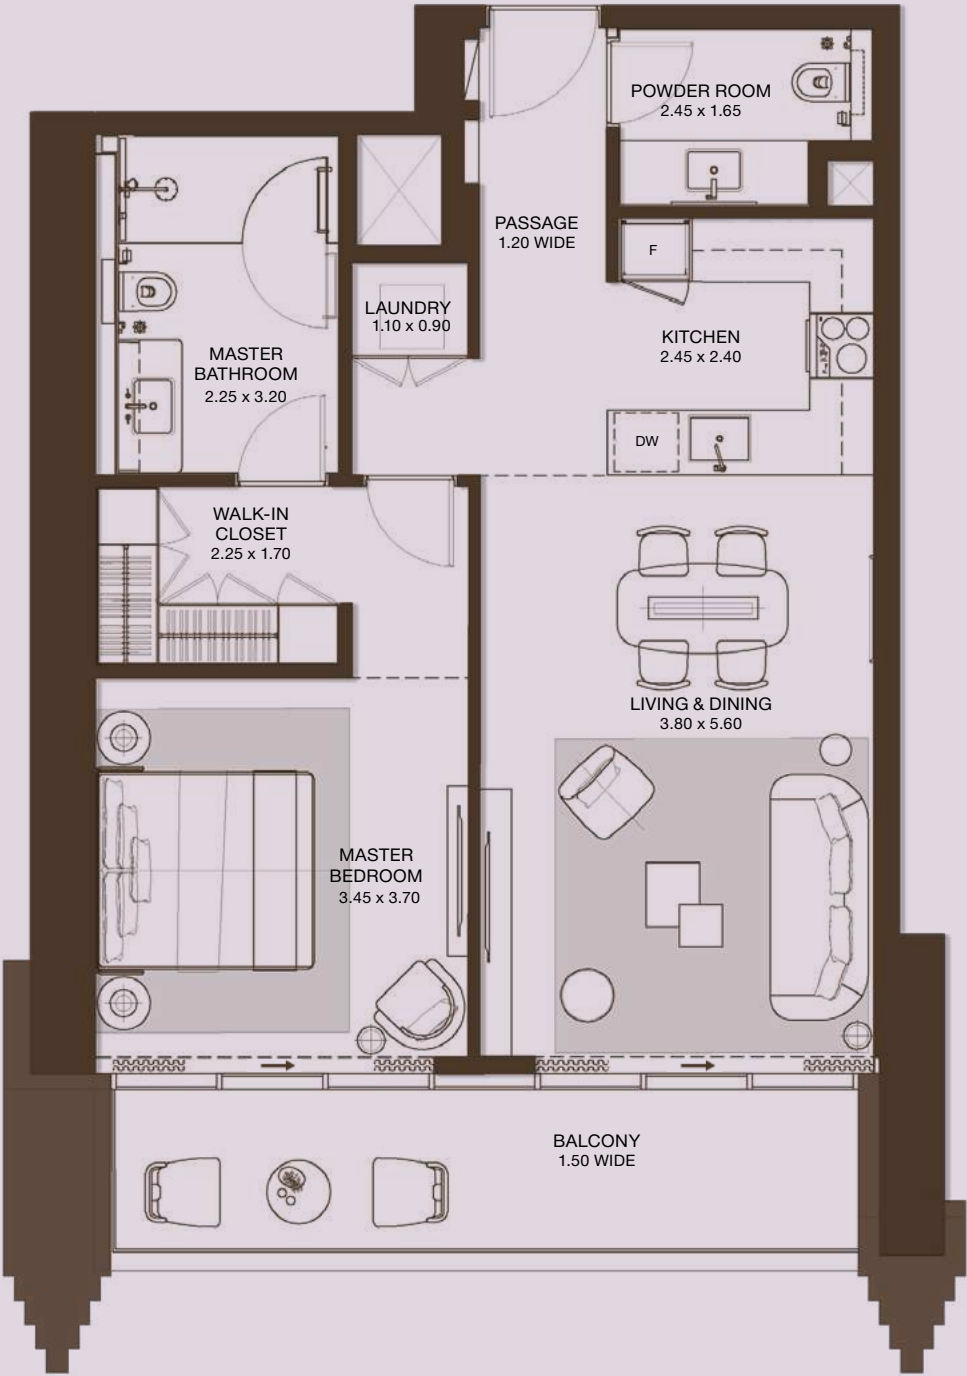 POWDER ROOM
2.45 x 1.65
PASSAGE
1.20 WIDE
F
LAUNDRY
1.10 x 0.90
KITCHEN
2.45 x 2.40
MASTER
BATHROOM
2.25 x 3.20
DW
WALK-IN
CLOSET
2.25 x 1.70
LIVING & DINING
3.80 x 5.60
MASTER
BEDROOM
3.45 x 3.70
BALCONY
1.50 WIDE